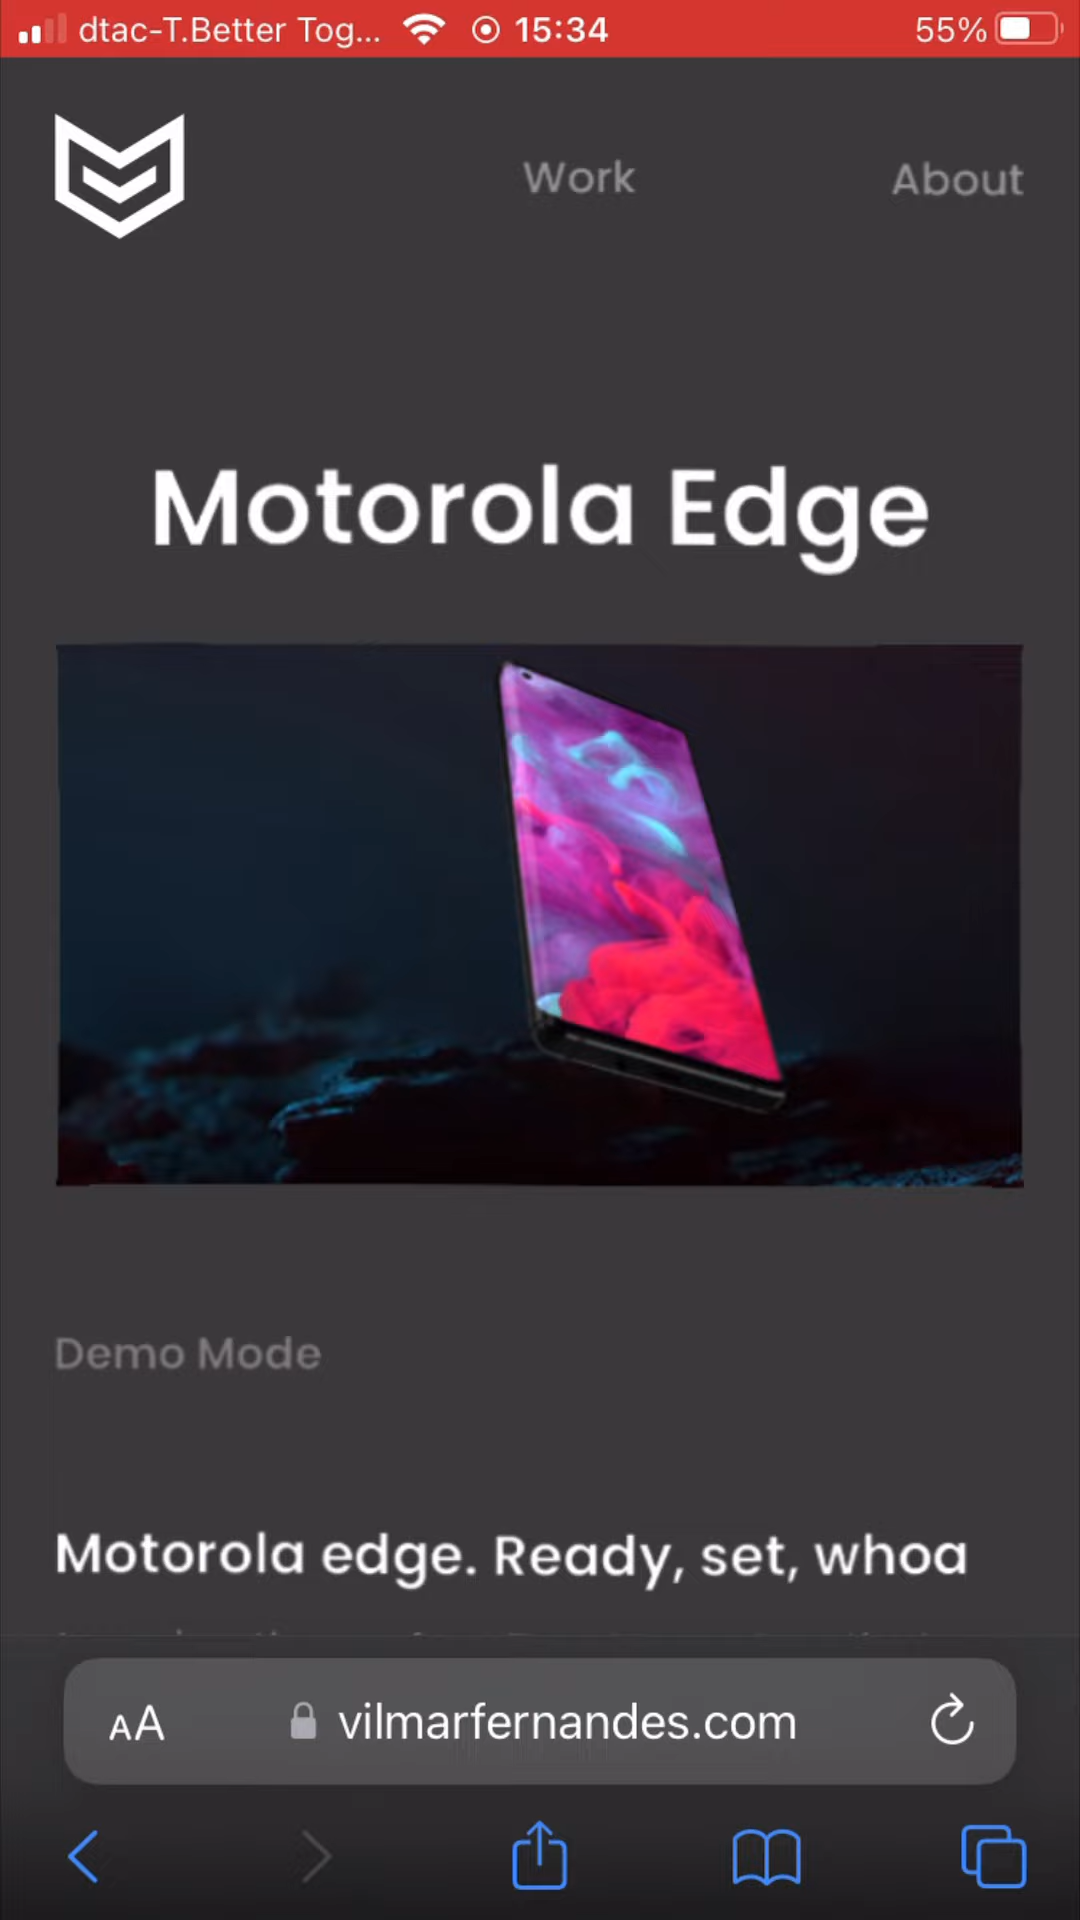 dtac-T.Better Tog... 15:34 55%
Work About
Motorola Edge
Demo Mode
Motorola edge. Ready, set, whoa
AA vilmarfernandes.com